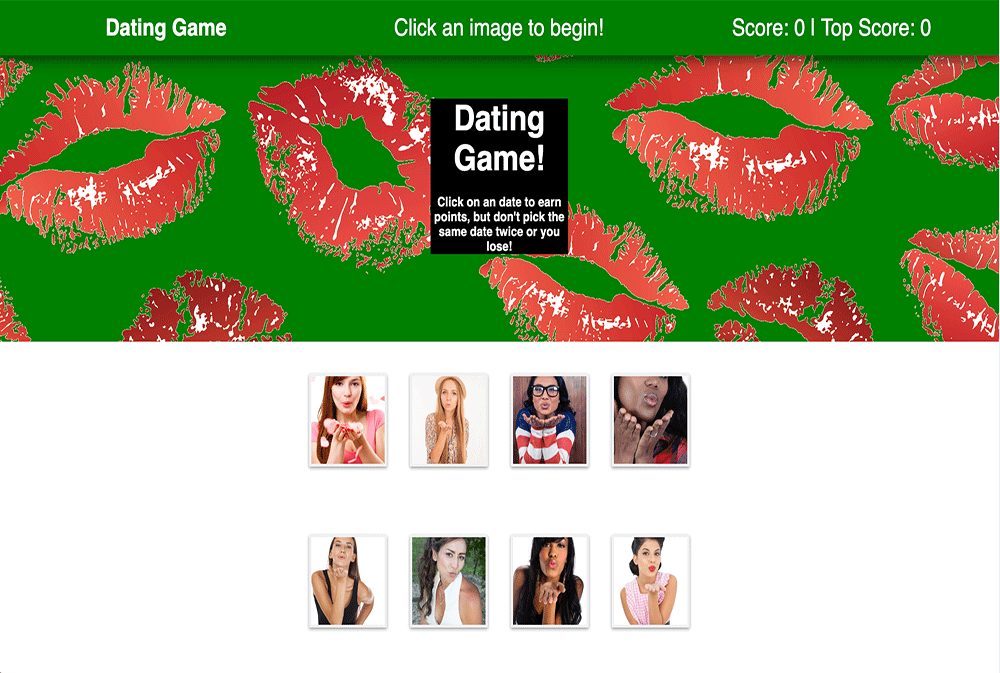 Dating Game
Click an image to begin!
Score: 0 | Top Score: 0
Dating
Game!
Click on an date to earn
points, but don't pick the
same date twice or you
lose!